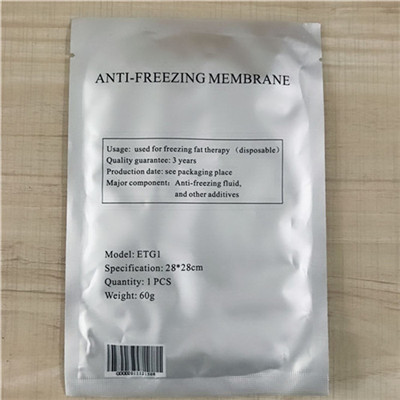 ANTI-FREEZING MEMBRANE
Usage: used for freezing fat therapy （disposable）
Quality guarantee: 3 years
Production date: see packaging place
Major component： Anti-freezing fluid,
and other additives
Model: ETG1
Specification: 28*28cm
Quantity: 1 PCS
Weight: 60g